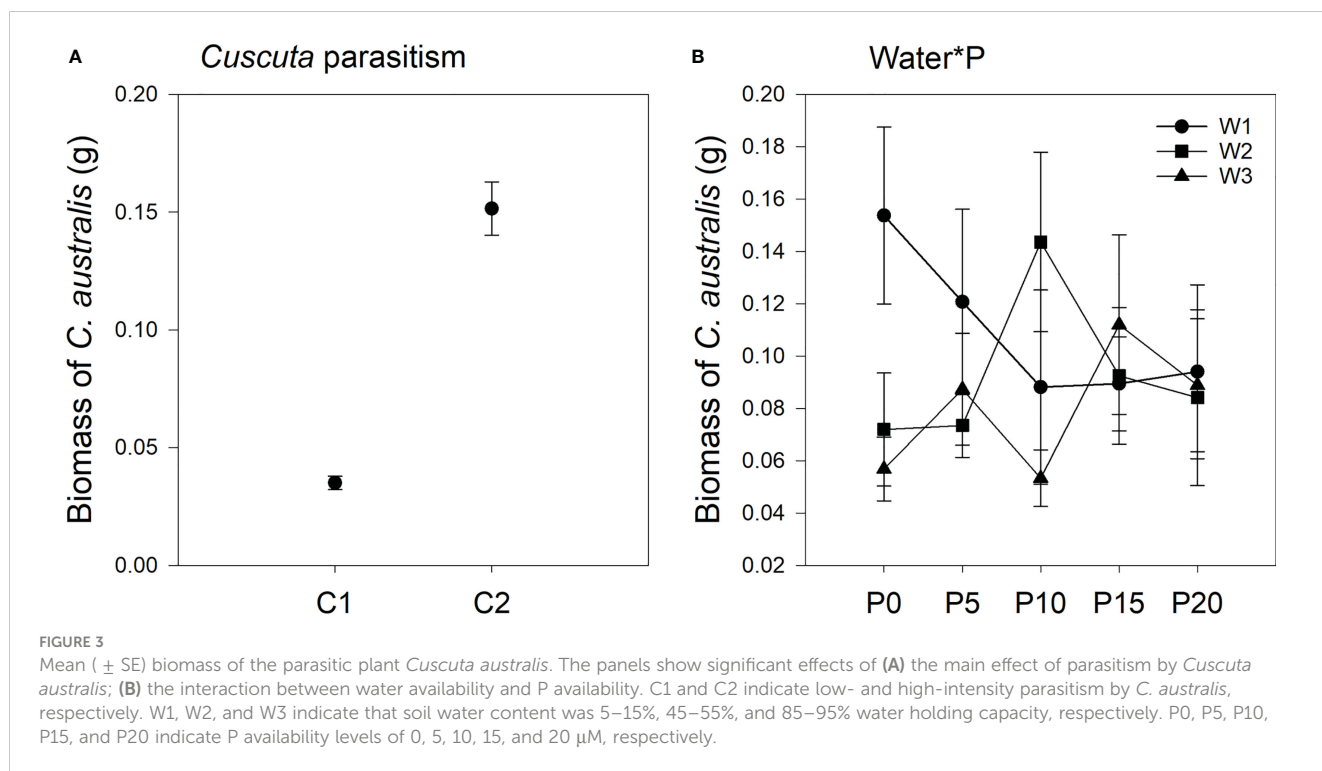 A
Cuscuta parasitism
Biomass of C. australis (g)
0.20
0.15
0.10
0.05
0.00
C1
C2
B
Water*P
Biomass of C. australis (g)
0.20
0.18
0.16
0.14
0.12
0.10
0.08
0.06
0.04
0.02
W1
W2
W3
P0
P5
P10
P15
P20
FIGURE 3
Mean ( ± SE) biomass of the parasitic plant Cuscuta australis. The panels show significant effects of (A) the main effect of parasitism by Cuscuta
australis; (B) the interaction between water availability and P availability. C1 and C2 indicate low- and high-intensity parasitism by C. australis,
respectively. W1, W2, and W3 indicate that soil water content was 5–15%, 45–55%, and 85–95% water holding capacity, respectively. P0, P5, P10,
P15, and P20 indicate P availability levels of 0, 5, 10, 15, and 20 μM, respectively.